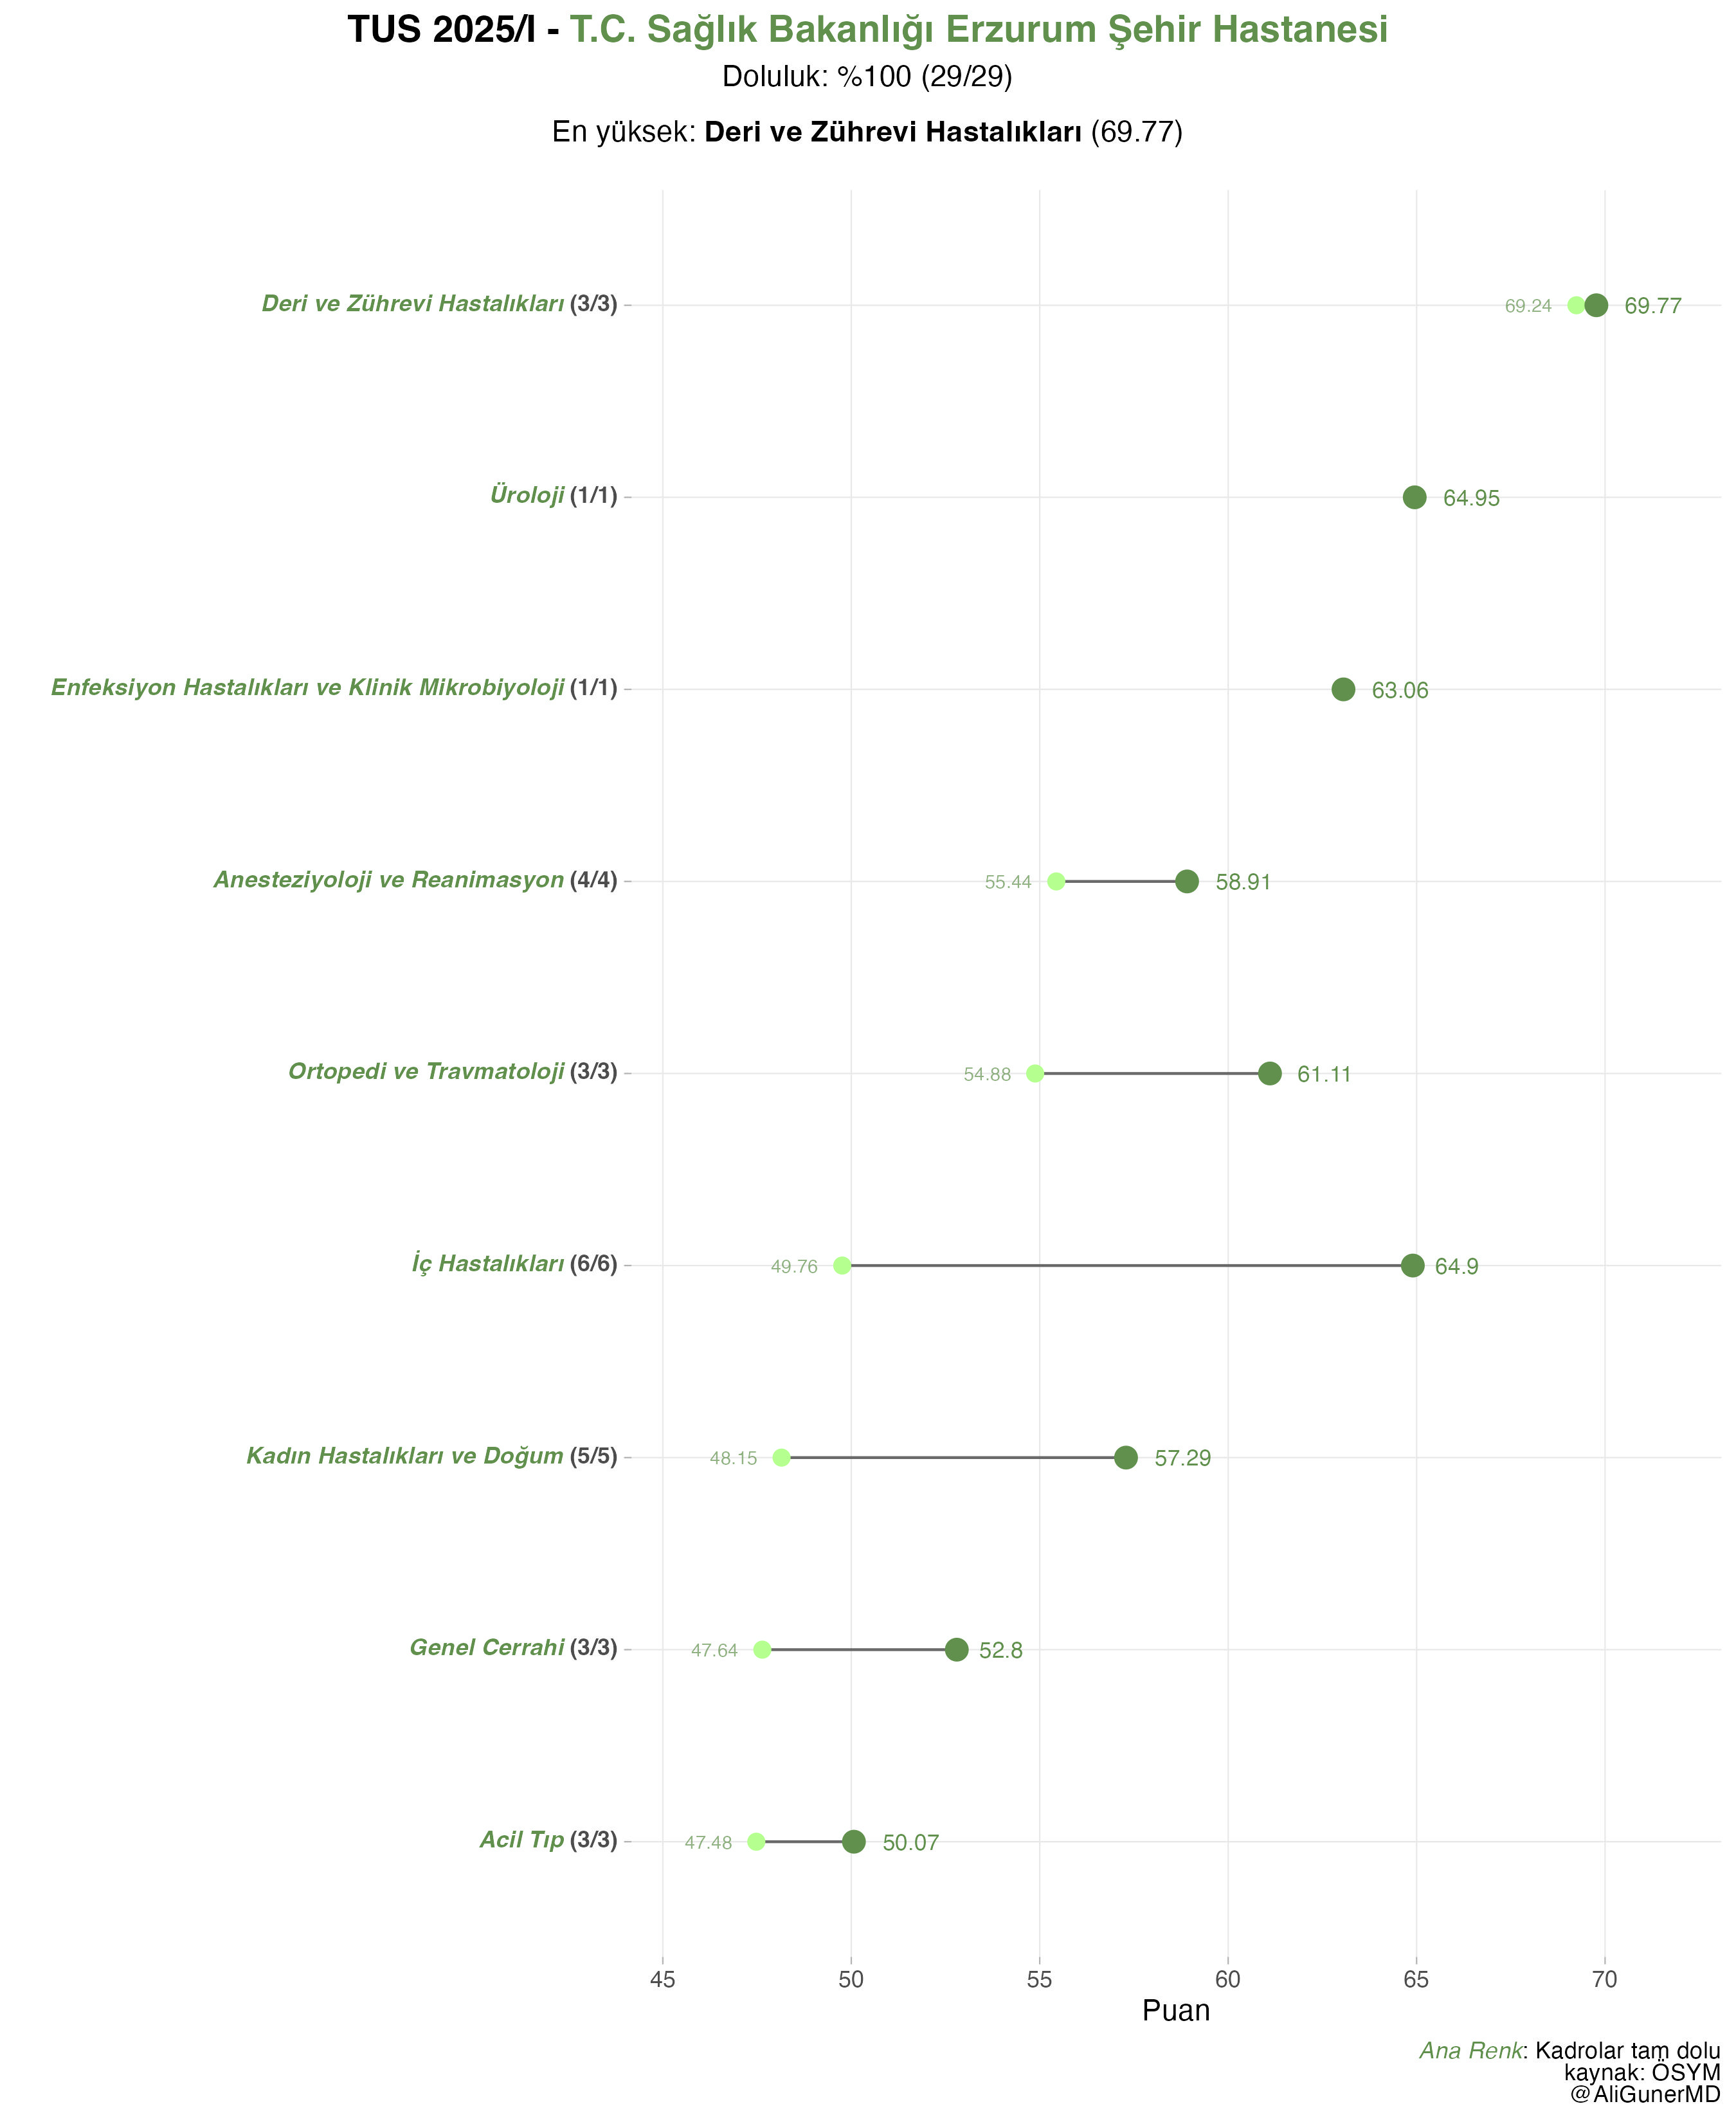 TUS 2025/I - T.C. Sağlık Bakanlığı Erzurum Şehir Hastanesi
Doluluk: %100 (29/29)
En yüksek: Deri ve Zührevi Hastalıkları (69.77)
Deri ve Zührevi Hastalıkları (3/3) 69.24 69.77
Üroloji (1/1) 64.95
Enfeksiyon Hastalıkları ve Klinik Mikrobiyoloji (1/1) 63.06
Anesteziyoloji ve Reanimasyon (4/4) 55.44 58.91
Ortopedi ve Travmatoloji (3/3) 54.88 61.11
İç Hastalıkları (6/6) 49.76 64.9
Kadın Hastalıkları ve Doğum (5/5) 48.15 57.29
Genel Cerrahi (3/3) 47.64 52.8
Acil Tıp (3/3) 47.48 50.07
45 50 55 60 65 70
Puan
Ana Renk: Kadrolar tam dolu
kaynak: ÖSYM
@AliGunerMD